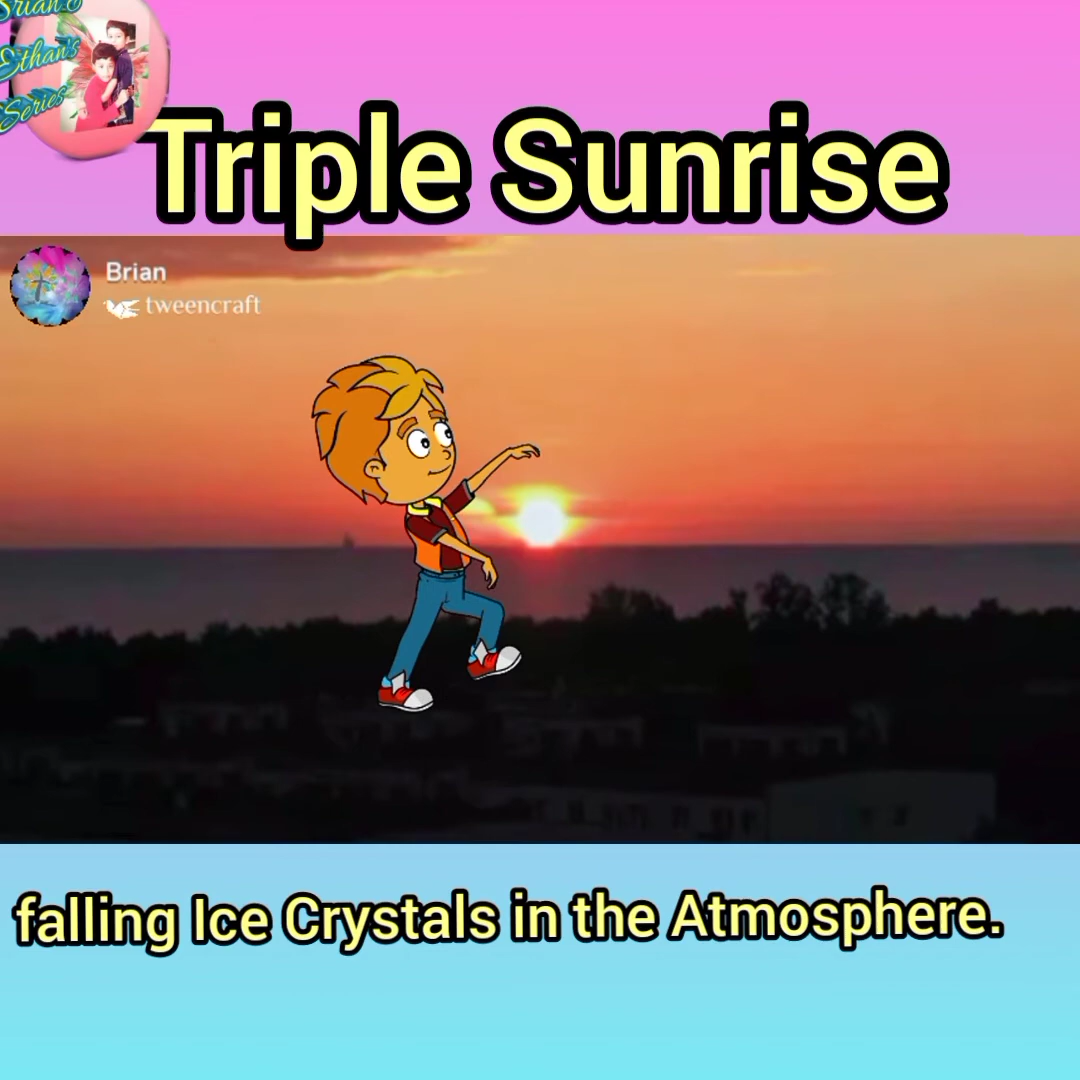 Brian &
Ethan's
Series
Triple Sunrise
Brian
tweencraft
falling Ice Crystals in the Atmosphere.